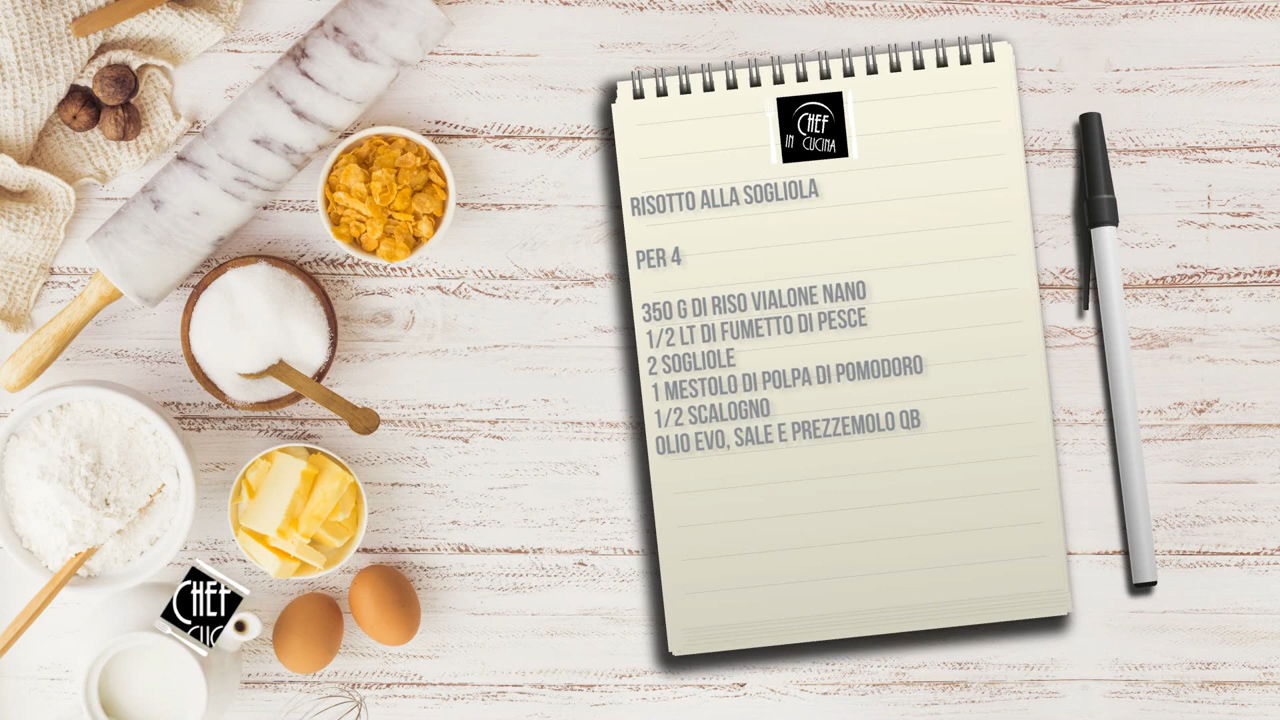 CHEF
IN CUCINA
RISOTTO ALLA SOGLIOLA
PER 4
350 G DI RISO VIALONE NANO
1/2 LT DI FUMETTO DI PESCE
2 SOGLIOLE
1 MESTOLO DI POLPA DI POMODORO
1/2 SCALOGNO
OLIO EVO, SALE E PREZZEMOLO QB
CHEF
CUC